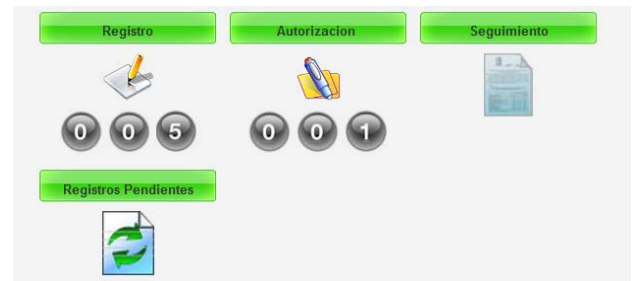 Registro Autorizacion Seguimiento
0 0 5 0 0 1
Registros Pendientes